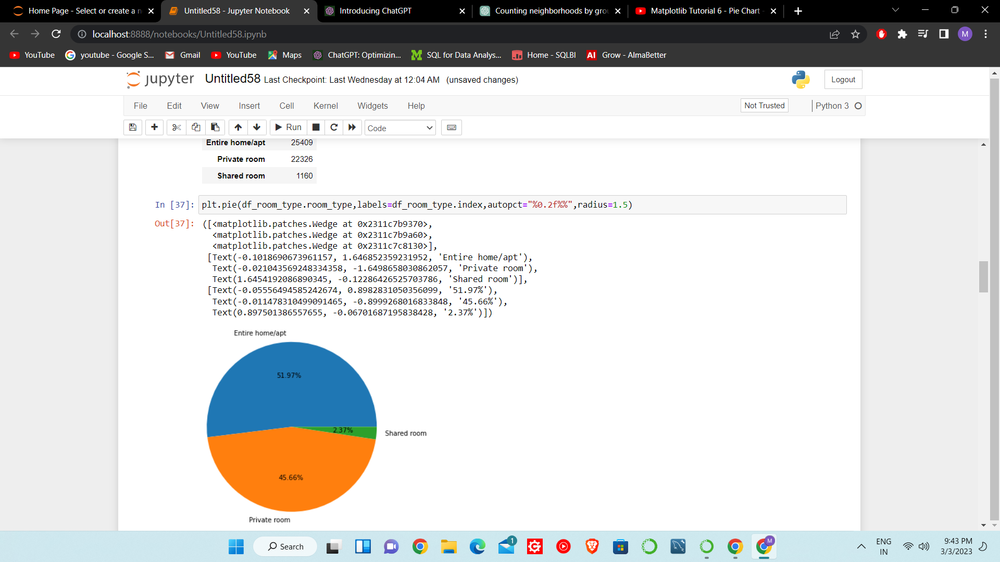 Home Page - Select or create a n
Untitled58 - Jupyter Notebook
Introducing ChatGPT
Counting neighborhoods by grou
Matplotlib Tutorial 6 - Pie Chart -
localhost:8888/notebooks/Untitled58.ipynb
M
YouTube
youtube - Google S...
Gmail
YouTube
Maps
ChatGPT: Optimizin...
SQL for Data Analys...
Home - SQLBI
AI
Grow - AlmaBetter
jupyter
Untitled58 Last Checkpoint: Last Wednesday at 12:04 AM (unsaved changes)
Logout
File Edit View Insert Cell Kernel Widgets Help
Not Trusted
Python 3
Run
Code
Entire home/apt 25409
Private room 22326
Shared room 1160
In [37]: plt.pie(df_room_type.room_type,labels=df_room_type.index,autopct="%0.2f%%",radius=1.5)
Out[37]: ([<matplotlib.patches.Wedge at 0x2311c7b9370>,
<matplotlib.patches.Wedge at 0x2311c7b9a60>,
<matplotlib.patches.Wedge at 0x2311c7c8130>],
[Text(-0.1018690673961157, 1.646852359231952, 'Entire home/apt'),
Text(-0.021043569248334358, -1.6498658030862057, 'Private room'),
Text(1.6454192086890345, -0.12286426525703786, 'Shared room')],
[Text(-0.05556494585242674, 0.8982831050356099, '51.97%'),
Text(-0.011478310499091465, -0.8999268016833848, '45.66%'),
Text(0.897501386557655, -0.06701687195838428, '2.37%')])
Entire home/apt
51.97%
2.37%
Shared room
45.66%
Private room
Search
1
M
ENG
IN
9:43 PM
3/3/2023